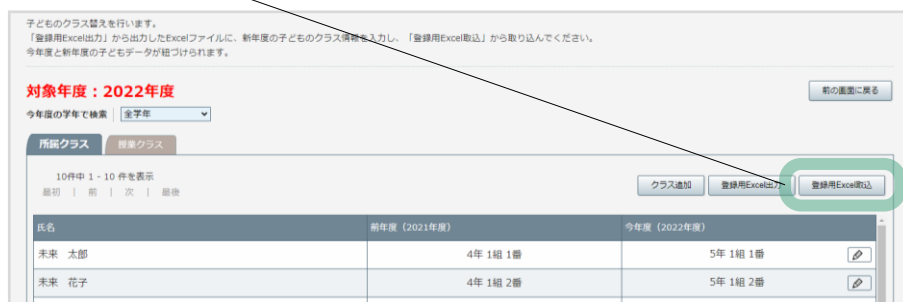 子どものクラス替えを行います。
「登録用Excel出力」から出力したExcelファイルに、新年度の子どものクラス情報を入力し、「登録用Excel取込」から取り込んでください。
今年度と新年度の子どもデータが紐づけられます。
対象年度：2022年度
前の画面に戻る
今年度の学年で検索 全学年
所属クラス 授業クラス
10件中 1 - 10 件を表示
最初 | 前 | 次 | 最後
クラス追加 登録用Excel出力 登録用Excel取込
氏名 前年度（2021年度） 今年度（2022年度）
未来 太郎 4年 1組 1番 5年 1組 1番
未来 花子 4年 1組 2番 5年 1組 2番